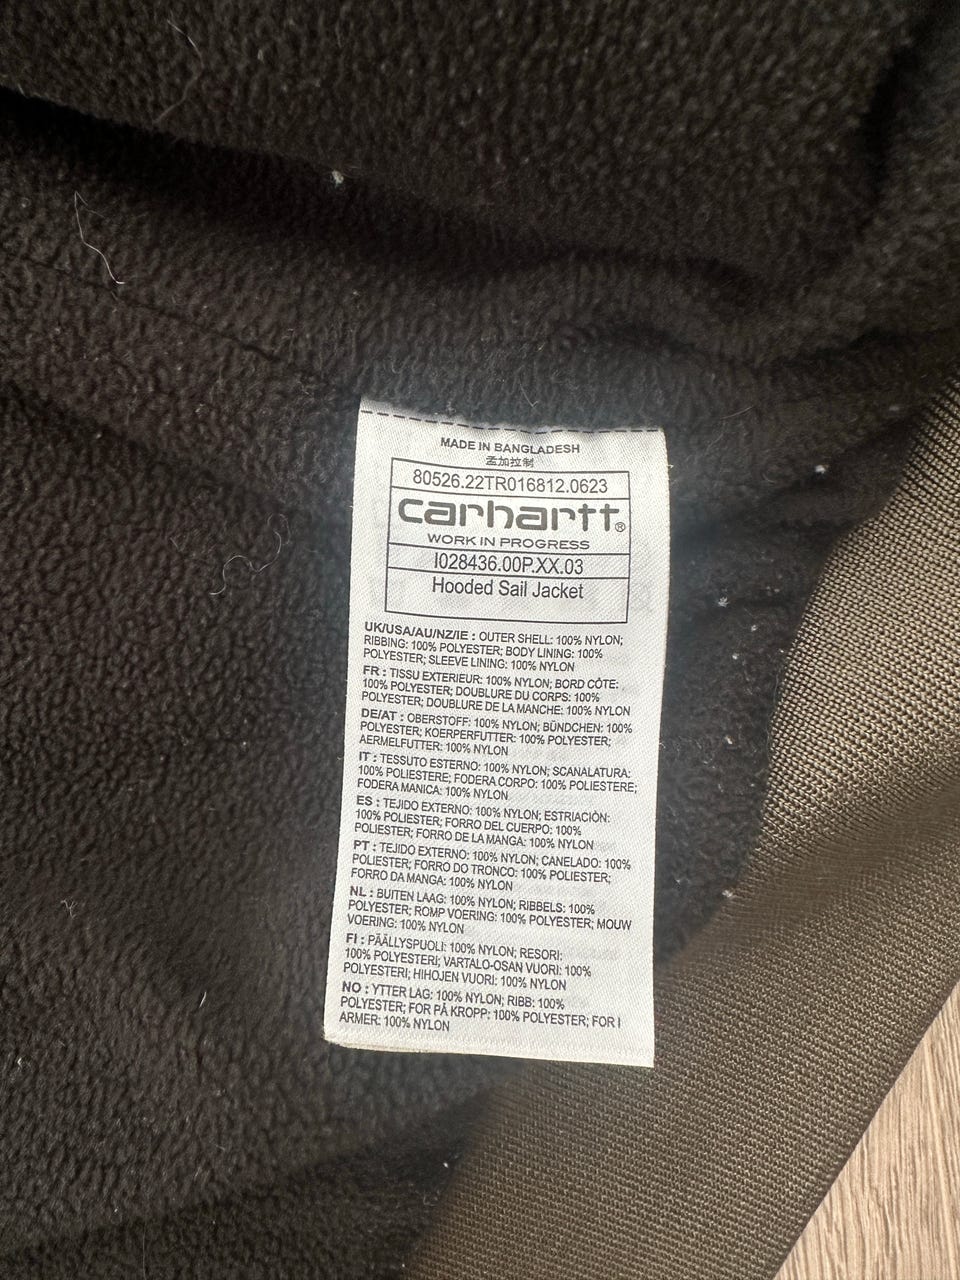 MADE IN BANGLADESH
孟加拉制
80526.22TR016812.0623
carhartt®
WORK IN PROGRESS
I028436.00P.XX.03
Hooded Sail Jacket
UK/USA/AU/NZ/IE : OUTER SHELL: 100% NYLON;
RIBBING: 100% POLYESTER; BODY LINING: 100%
POLYESTER; SLEEVE LINING: 100% NYLON
FR : TISSU EXTERIEUR: 100% NYLON; BORD CÔTE:
100% POLYESTER; DOUBLURE DU CORPS: 100%
POLYESTER; DOUBLURE DE LA MANCHE: 100% NYLON
DE/AT : OBERSTOFF: 100% NYLON; BÜNDCHEN: 100%
POLYESTER; KOERPERFUTTER: 100% POLYESTER;
AERMELFUTTER: 100% NYLON
IT : TESSUTO ESTERNO: 100% NYLON; SCANALATURA:
100% POLIESTERE; FODERA CORPO: 100% POLIESTERE;
FODERA MANICA: 100% NYLON
ES : TEJIDO EXTERNO: 100% NYLON; ESTRIACIÓN:
100% POLIESTER; FORRO DEL CUERPO: 100%
POLIESTER; FORRO DE LA MANGA: 100% NYLON
PT : TEJIDO EXTERNO: 100% NYLON; CANELADO: 100%
POLIESTER; FORRO DO TRONCO: 100% POLIESTER;
FORRO DA MANGA: 100% NYLON
NL : BUITEN LAAG: 100% NYLON; RIBBELS: 100%
POLYESTER; ROMP VOERING: 100% POLYESTER; MOUW
VOERING: 100% NYLON
FI : PÄÄLLYSPUOLI: 100% NYLON; RESORI:
100% POLYESTERI; VARTALO-OSAN VUORI: 100%
POLYESTERI; HIHOJEN VUORI: 100% NYLON
NO : YTTER LAG: 100% NYLON; RIBB: 100%
POLYESTER; FOR PÅ KROPP: 100% POLYESTER; FOR I
ARMER: 100% NYLON